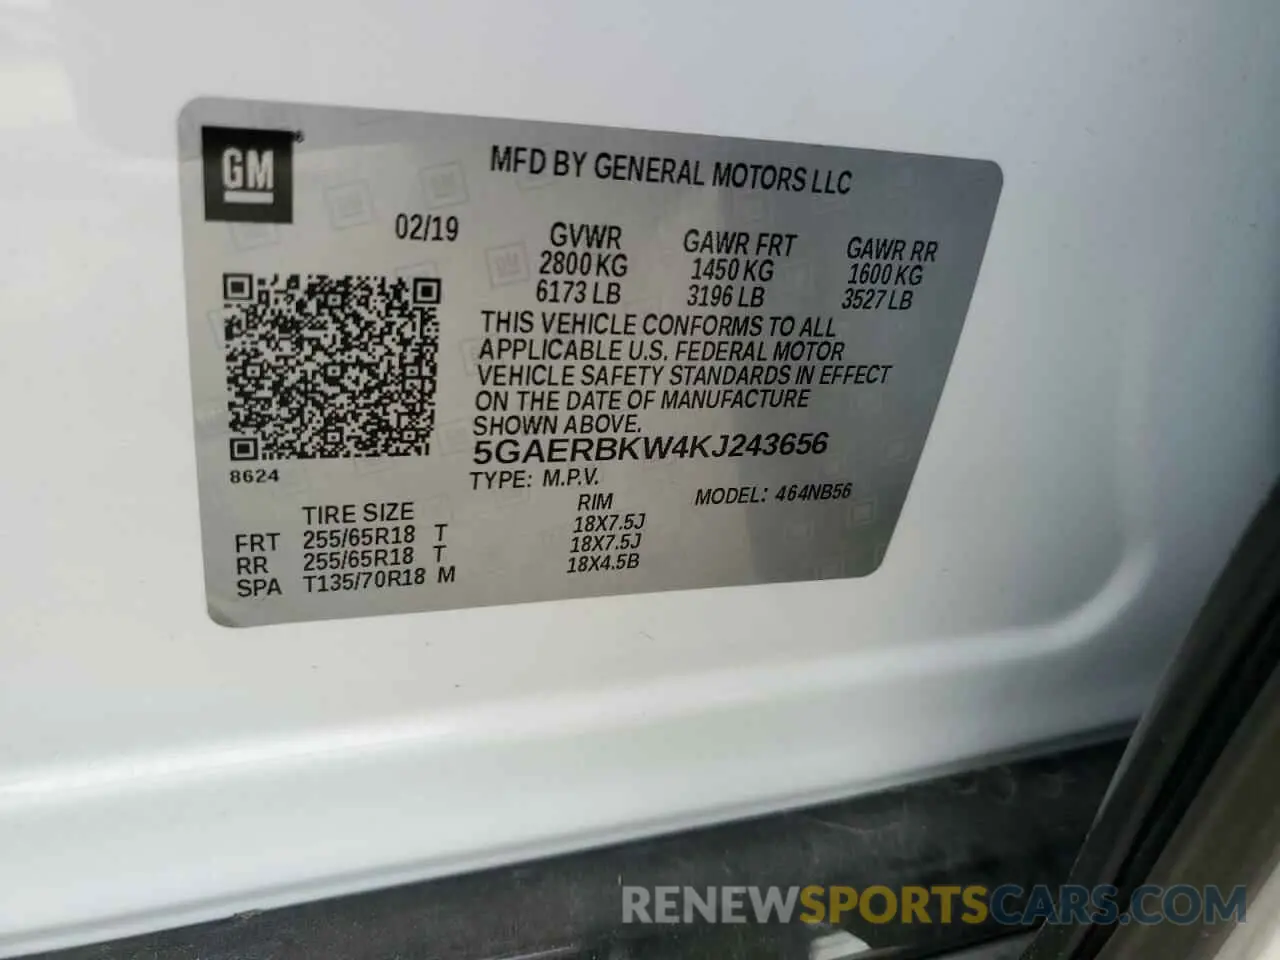 GM
MFD BY GENERAL MOTORS LLC
02/19
GVWR GAWR FRT GAWR RR
2800 KG 1450 KG 1600 KG
6173 LB 3196 LB 3527 LB
THIS VEHICLE CONFORMS TO ALL
APPLICABLE U.S. FEDERAL MOTOR
VEHICLE SAFETY STANDARDS IN EFFECT
ON THE DATE OF MANUFACTURE
SHOWN ABOVE.
5GAERBKW4KJ243656
8624
TYPE: M.P.V. MODEL: 464NB56
TIRE SIZE RIM
FRT 255/65R18 T 18X7.5J
RR 255/65R18 T 18X7.5J
SPA T135/70R18 M 18X4.5B
RENEWSPORTSCARS.COM